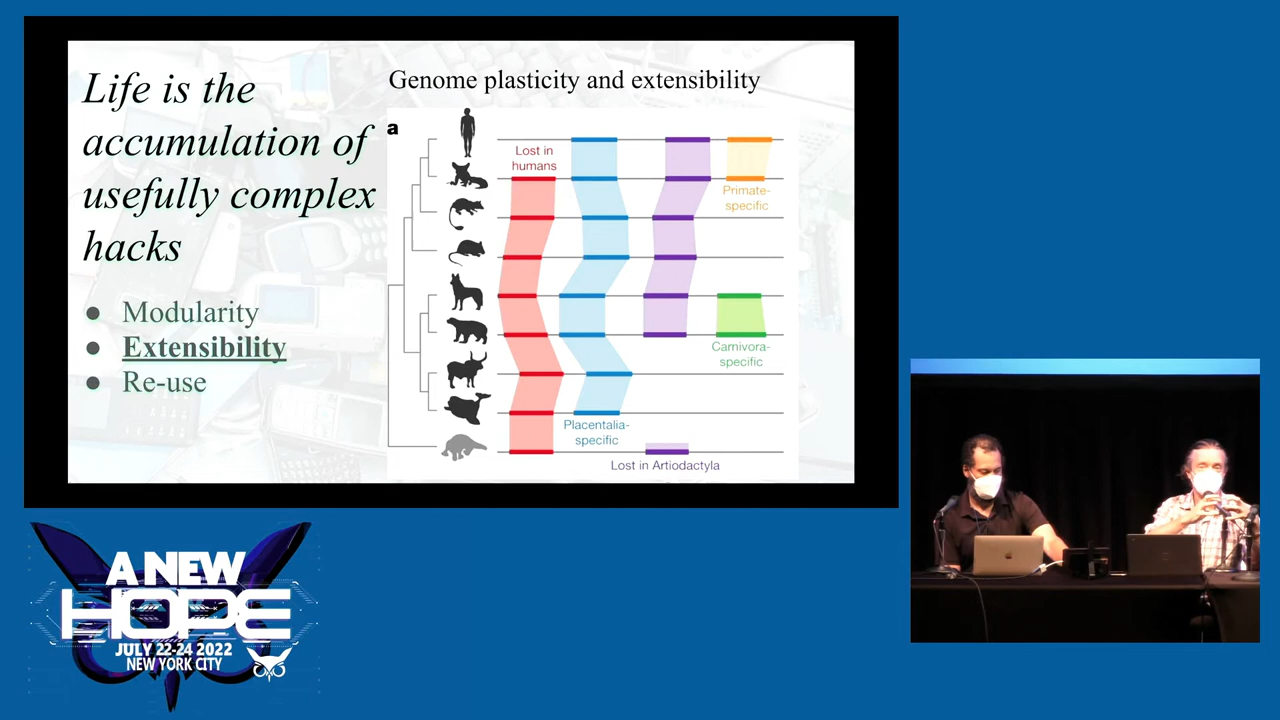 Life is the
accumulation of
usefully complex
hacks
● Modularity
● Extensibility
● Re-use
Genome plasticity and extensibility
a
Lost in
humans
Primate-
specific
Carnivora-
specific
Placentalia-
specific
Lost in Artiodactyla
A NEW
HOPE
JULY 22-24 2022
NEW YORK CITY